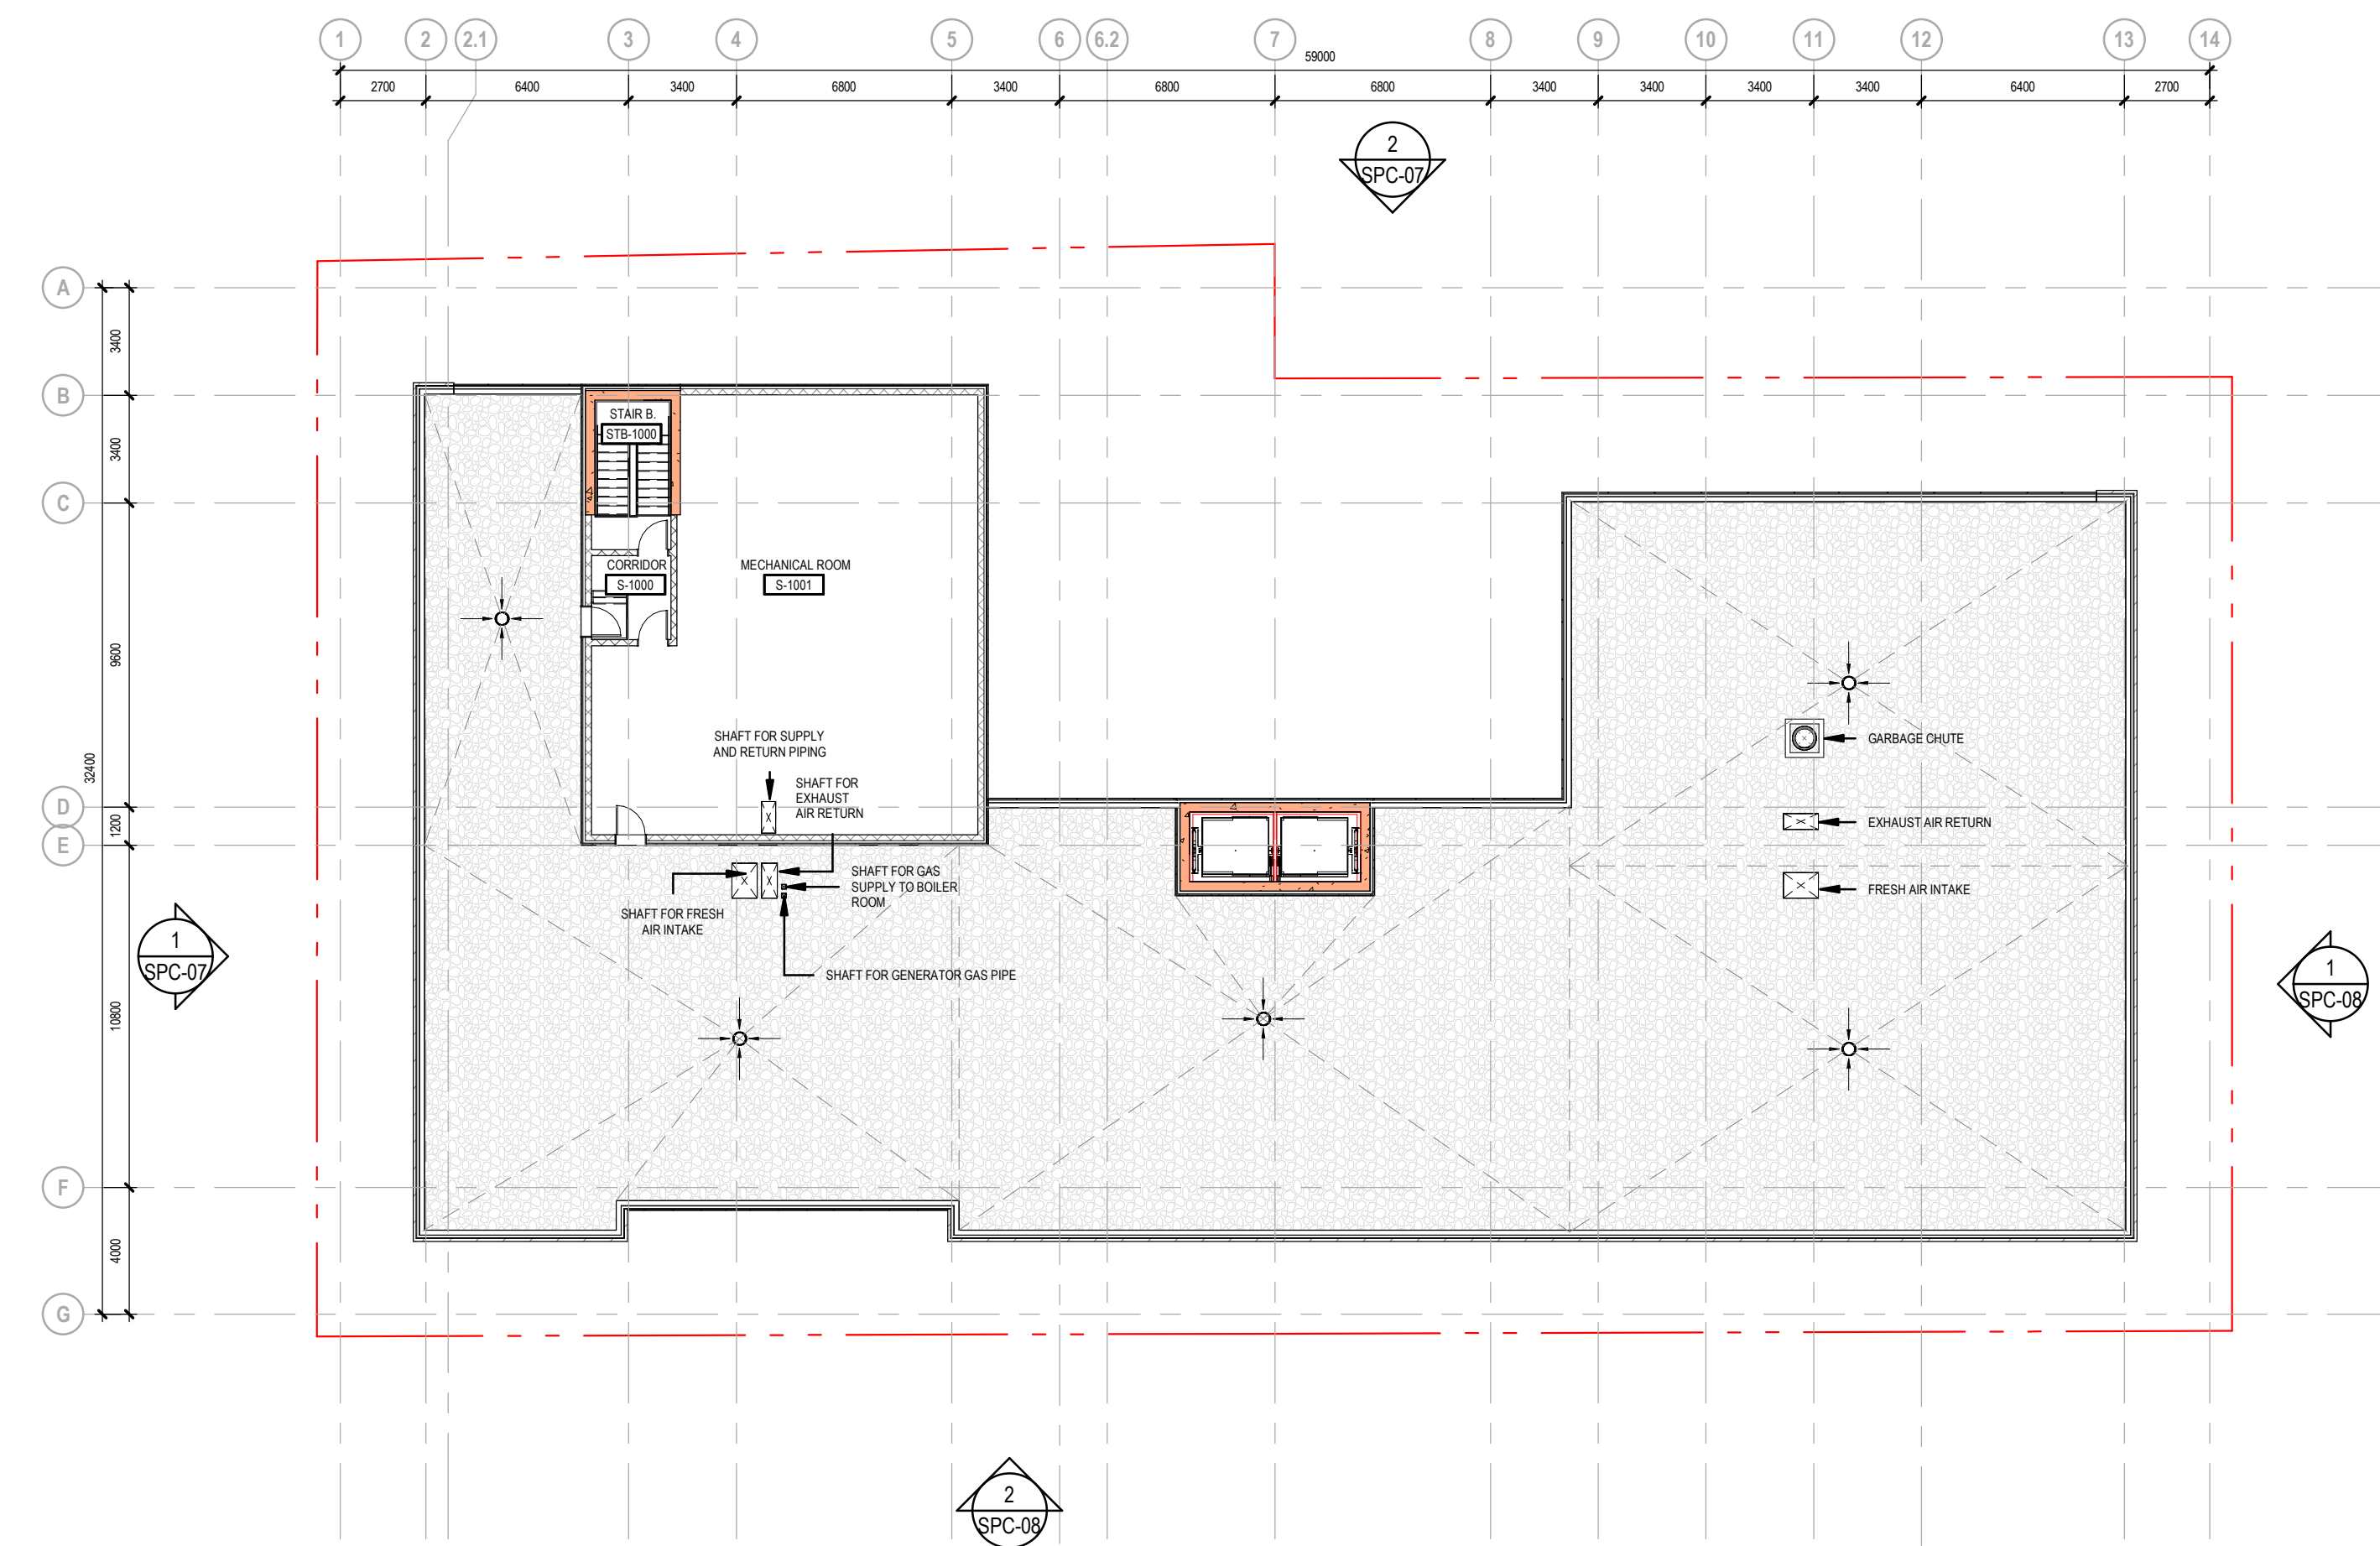 1 2 2.1 3 4 5 6 6.2 7 8 9 10 11 12 13 14
59000
2700 6400 3400 6800 3400 6800 6800 3400 3400 3400 3400 6400 2700
2
SPC-07
A
3400
B
3400
C
9600
32400
D
1200
E
10800
F
4000
G
STAIR B.
STB-1000
CORRIDOR
S-1000
MECHANICAL ROOM
S-1001
SHAFT FOR SUPPLY
AND RETURN PIPING
SHAFT FOR
EXHAUST
AIR RETURN
SHAFT FOR GAS
SUPPLY TO BOILER
ROOM
SHAFT FOR FRESH
AIR INTAKE
SHAFT FOR GENERATOR GAS PIPE
GARBAGE CHUTE
EXHAUST AIR RETURN
FRESH AIR INTAKE
1
SPC-07
1
SPC-08
2
SPC-08